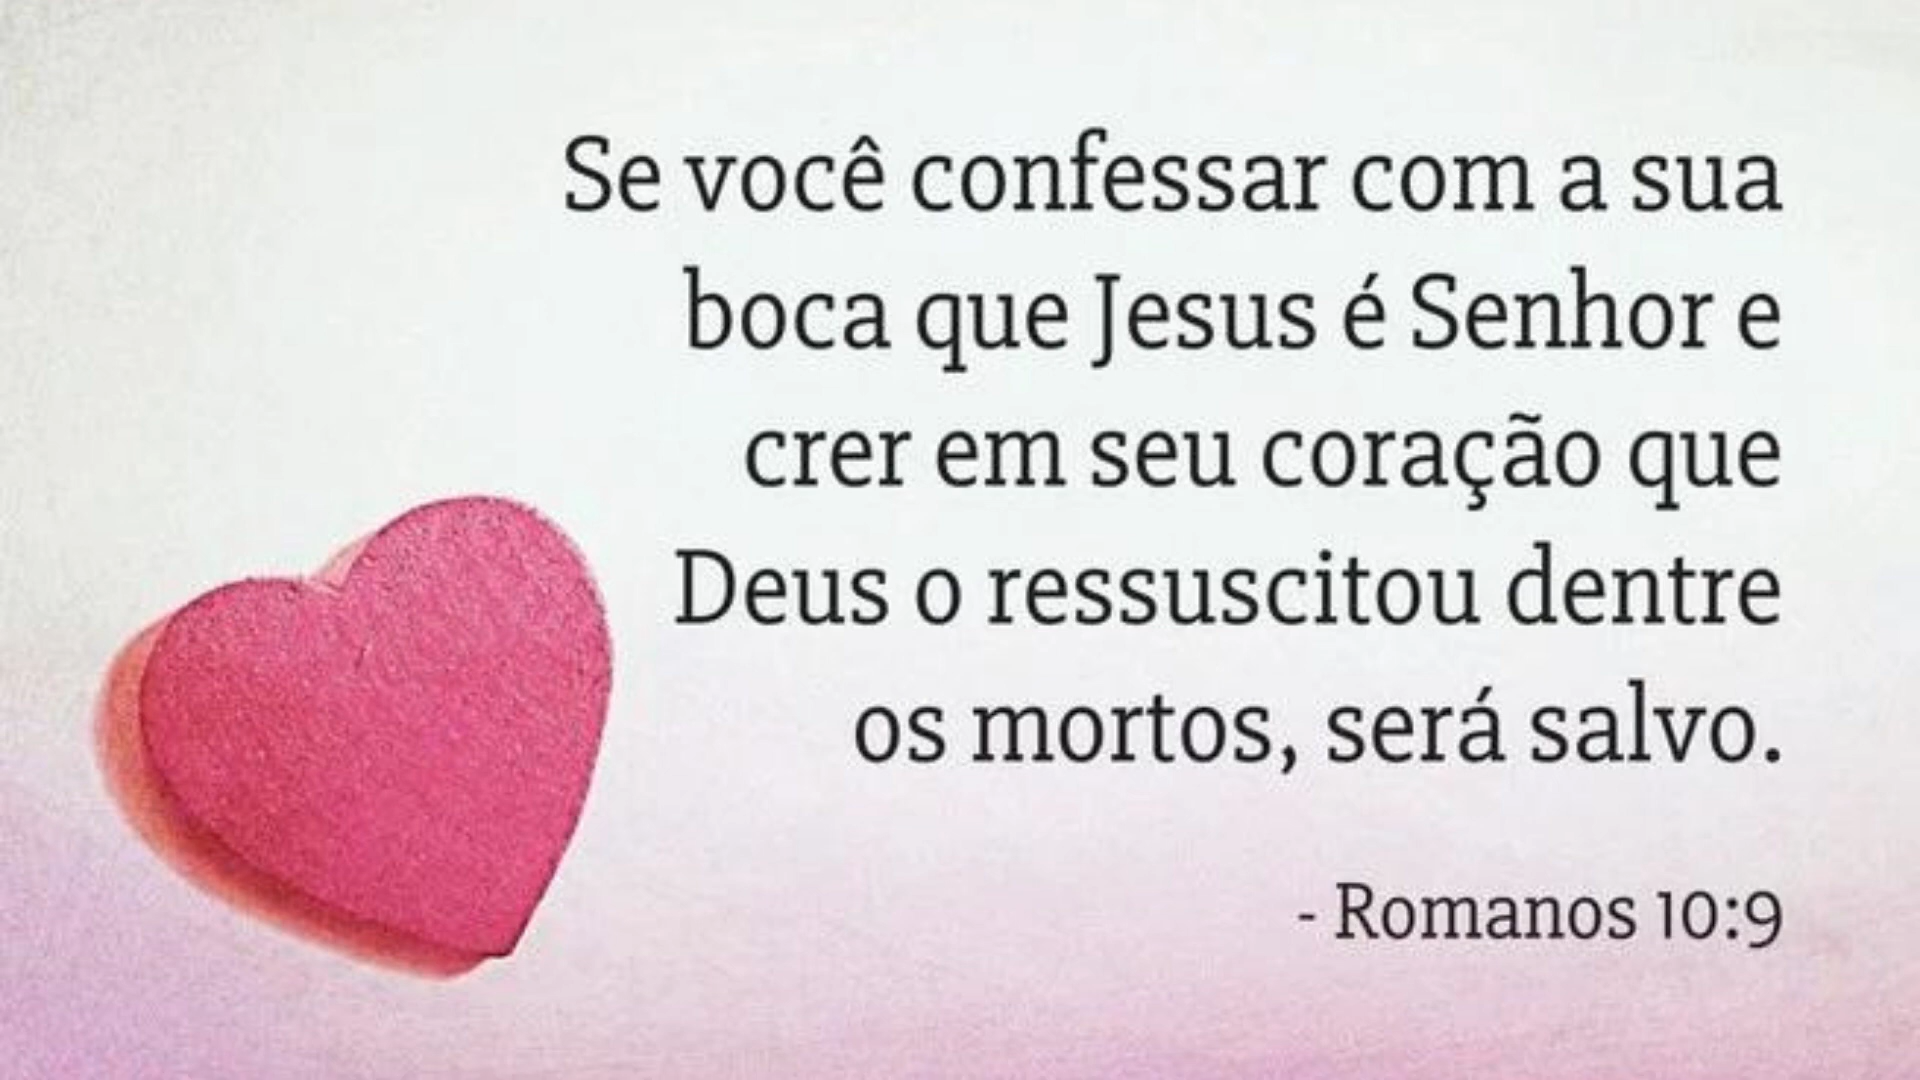 Se você confessar com a sua
boca que Jesus é Senhor e
crer em seu coração que
Deus o ressuscitou dentre
os mortos, será salvo.
- Romanos 10:9